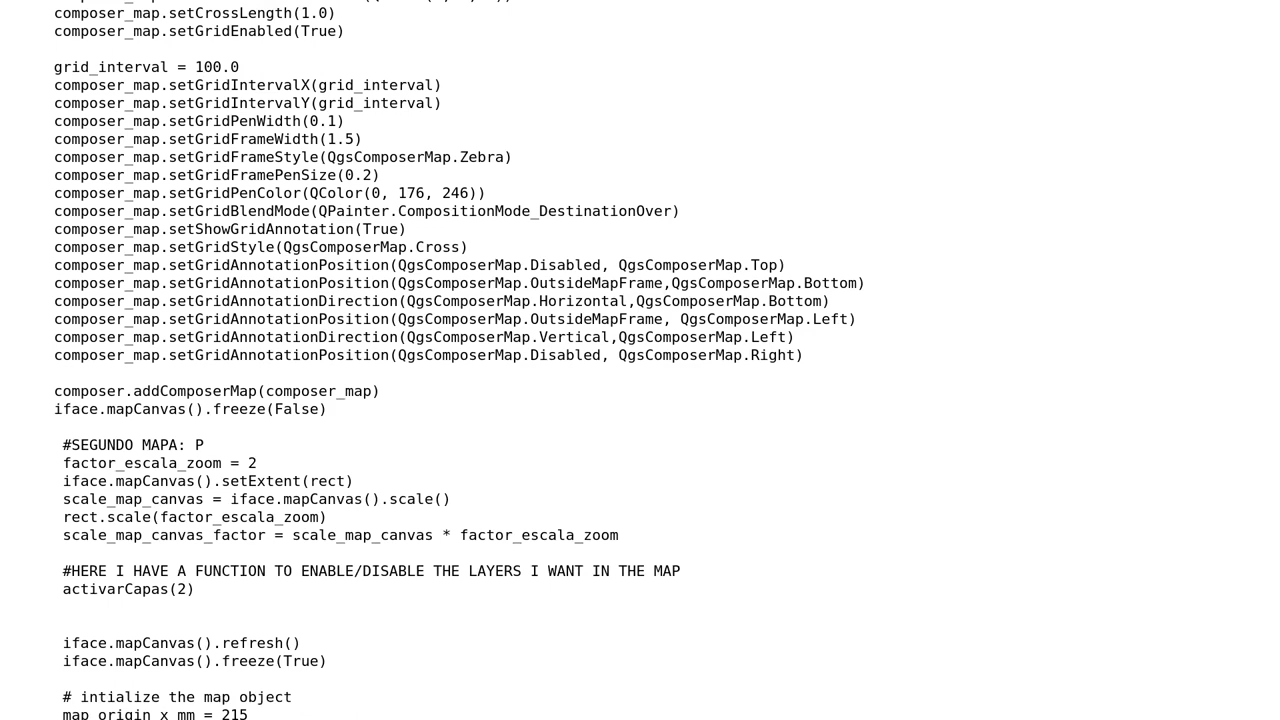 composer_map.setCrossLength(1.0)
composer_map.setGridEnabled(True)
grid_interval = 100.0
composer_map.setGridIntervalX(grid_interval)
composer_map.setGridIntervalY(grid_interval)
composer_map.setGridPenWidth(0.1)
composer_map.setGridFrameWidth(1.5)
composer_map.setGridFrameStyle(QgsComposerMap.Zebra)
composer_map.setGridFramePenSize(0.2)
composer_map.setGridPenColor(QColor(0, 176, 246))
composer_map.setGridBlendMode(QPainter.CompositionMode_DestinationOver)
composer_map.setShowGridAnnotation(True)
composer_map.setGridStyle(QgsComposerMap.Cross)
composer_map.setGridAnnotationPosition(QgsComposerMap.Disabled, QgsComposerMap.Top)
composer_map.setGridAnnotationPosition(QgsComposerMap.OutsideMapFrame,QgsComposerMap.Bottom)
composer_map.setGridAnnotationDirection(QgsComposerMap.Horizontal,QgsComposerMap.Bottom)
composer_map.setGridAnnotationPosition(QgsComposerMap.OutsideMapFrame, QgsComposerMap.Left)
composer_map.setGridAnnotationDirection(QgsComposerMap.Vertical,QgsComposerMap.Left)
composer_map.setGridAnnotationPosition(QgsComposerMap.Disabled, QgsComposerMap.Right)
composer.addComposerMap(composer_map)
iface.mapCanvas().freeze(False)
#SEGUNDO MAPA: P
factor_escala_zoom = 2
iface.mapCanvas().setExtent(rect)
scale_map_canvas = iface.mapCanvas().scale()
rect.scale(factor_escala_zoom)
scale_map_canvas_factor = scale_map_canvas * factor_escala_zoom
#HERE I HAVE A FUNCTION TO ENABLE/DISABLE THE LAYERS I WANT IN THE MAP
activarCapas(2)
iface.mapCanvas().refresh()
iface.mapCanvas().freeze(True)
# intialize the map object
map_origin_x_mm = 215